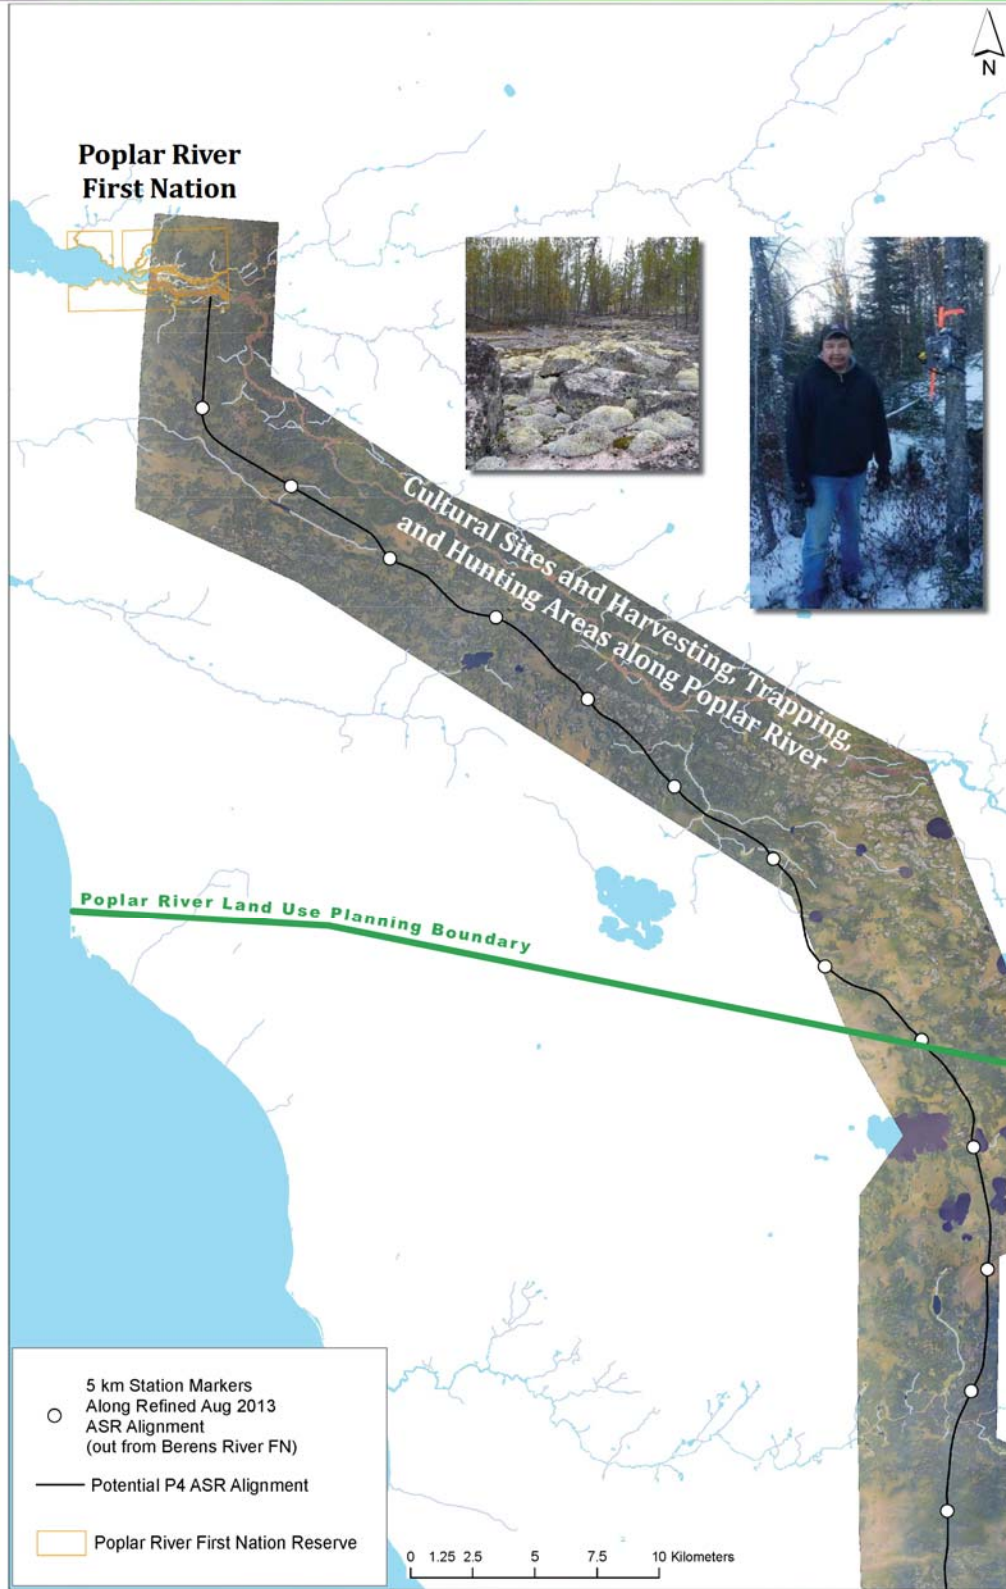 N
Poplar River
First Nation
Cultural Sites and Harvesting, Trapping,
and Hunting Areas along Poplar River
Poplar River Land Use Planning Boundary
5 km Station Markers
Along Refined Aug 2013
ASR Alignment
(out from Berens River FN)
Potential P4 ASR Alignment
Poplar River First Nation Reserve
0 1.25 2.5 5 7.5 10 Kilometers